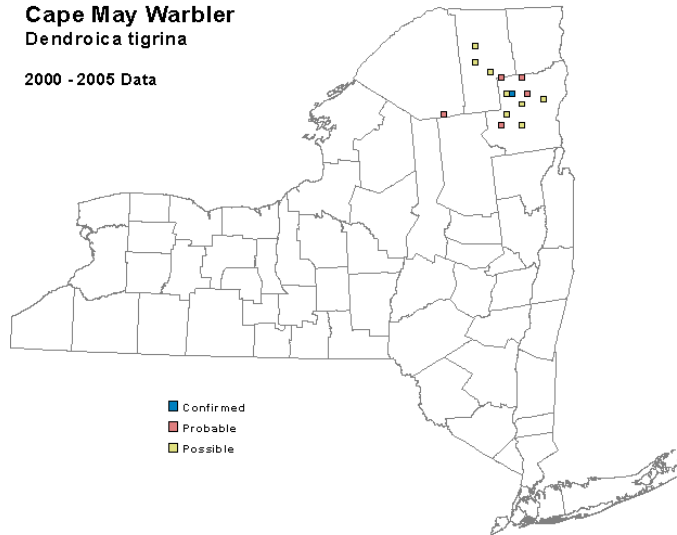 Cape May Warbler
Dendroica tigrina
2000 - 2005 Data
Confirmed
Probable
Possible